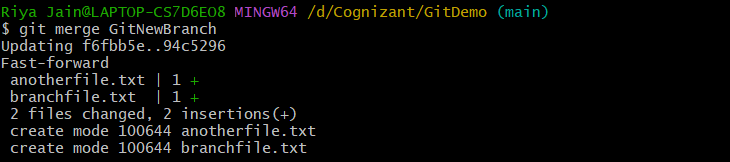 Riya Jain@LAPTOP-CS7D6EO8 MINGW64 /d/Cognizant/GitDemo (main)
$ git merge GitNewBranch
Updating f6fbb5e..94c5296
Fast-forward
 anotherfile.txt | 1 +
 branchfile.txt  | 1 +
 2 files changed, 2 insertions(+)
 create mode 100644 anotherfile.txt
 create mode 100644 branchfile.txt